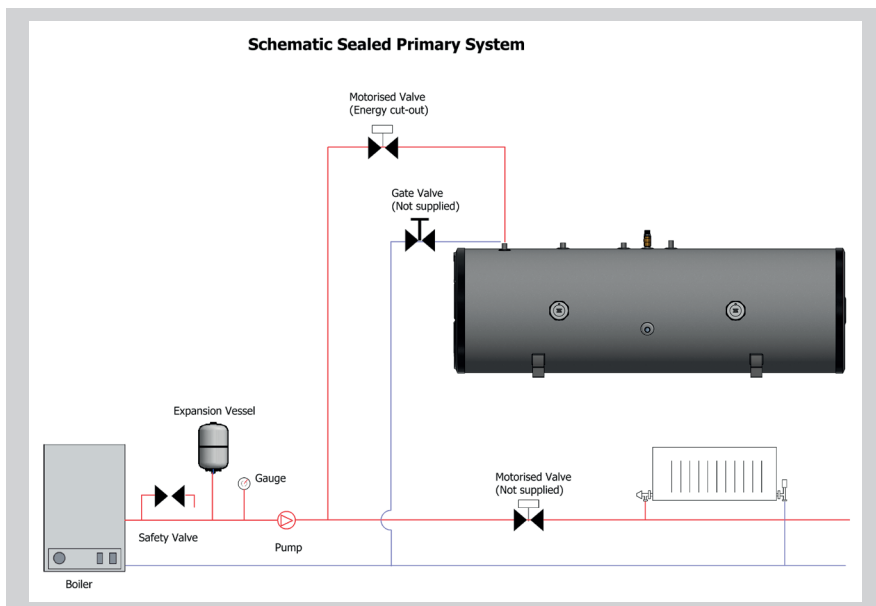 Schematic Sealed Primary System
Motorised Valve
(Energy cut-out)
Gate Valve
(Not supplied)
Expansion Vessel
Gauge
Motorised Valve
(Not supplied)
Safety Valve
Pump
Boiler